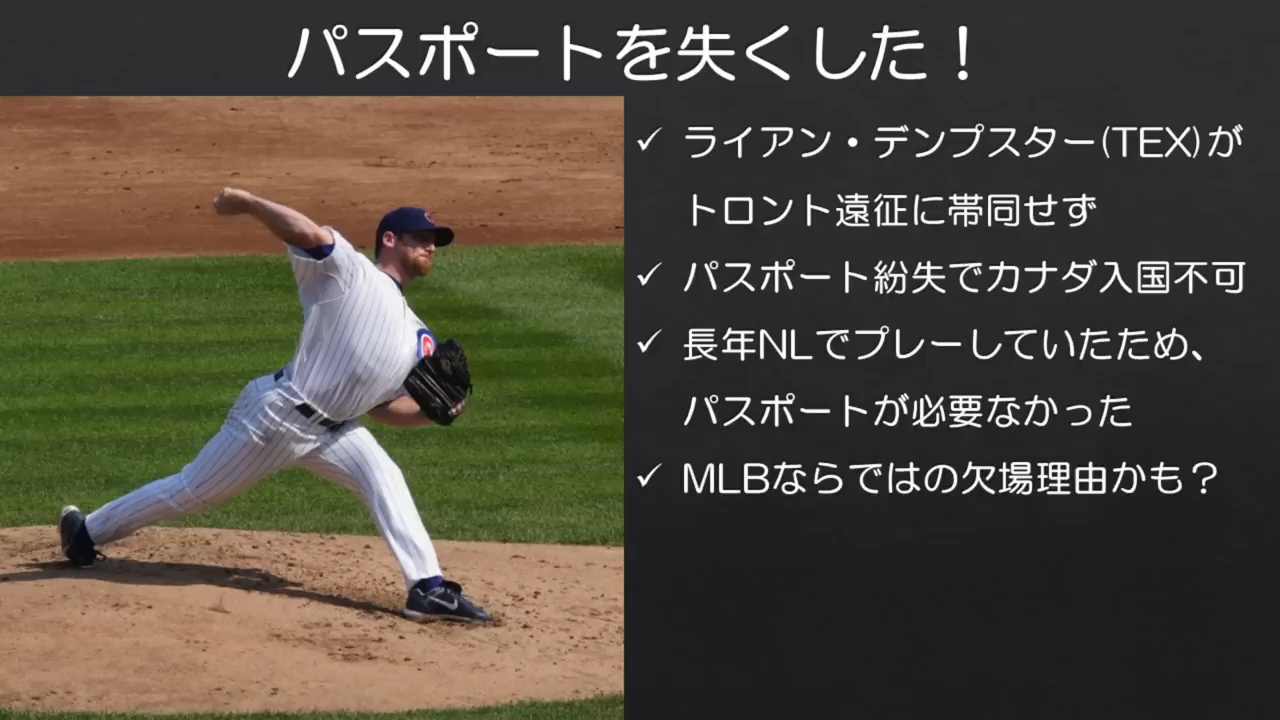 パスポートを失くした！
✓ ライアン・デンプスター(TEX)が
トロント遠征に帯同せず
✓ パスポート紛失でカナダ入国不可
✓ 長年NLでプレーしていたため、
パスポートが必要なかった
✓ MLBならではの欠場理由かも？